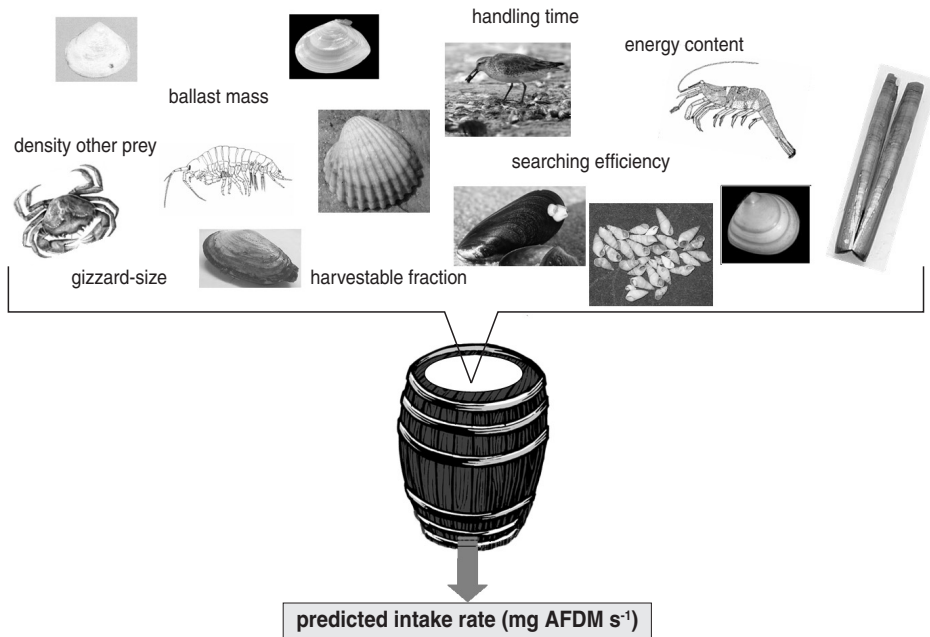 handling time
energy content
ballast mass
density other prey
searching efficiency
gizzard-size
harvestable fraction
predicted intake rate (mg AFDM s⁻¹)